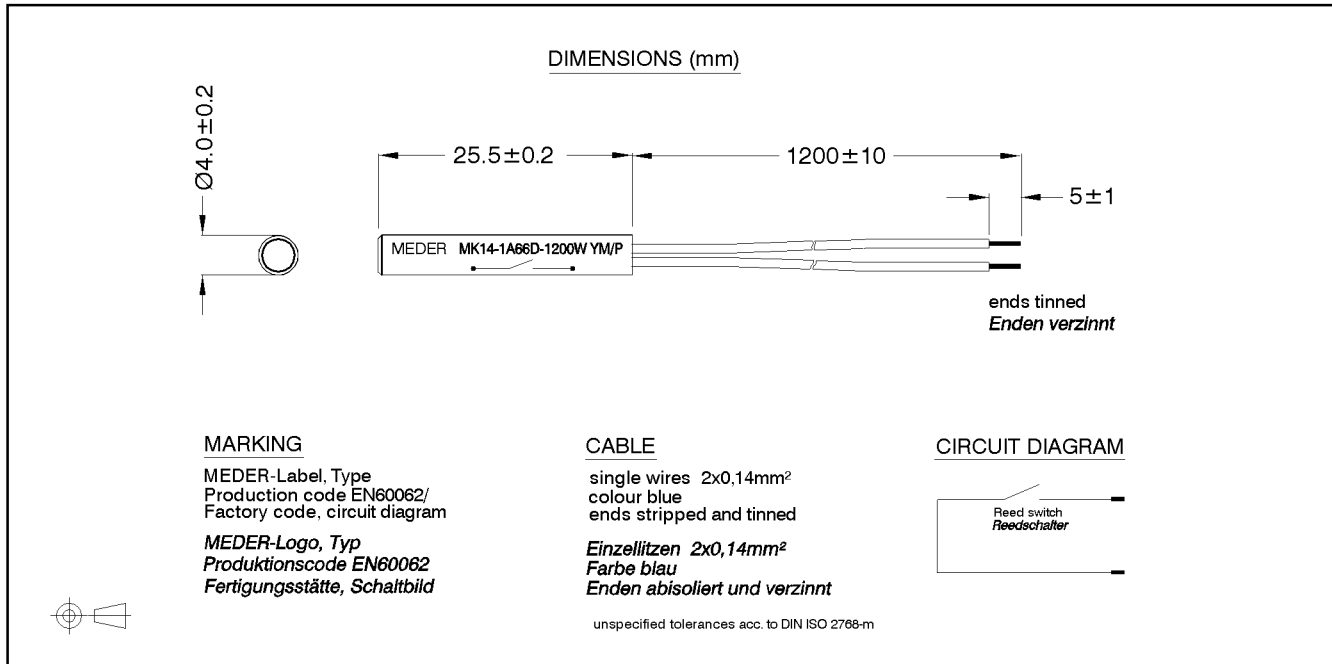 DIMENSIONS (mm)
Ø4.0±0.2
25.5±0.2
1200±10
5±1
MEDER MK14-1A66D-1200W YM/P
ends tinned
Enden verzinnt
MARKING
MEDER-Label, Type
Production code EN60062/
Factory code, circuit diagram
MEDER-Logo, Typ
Produktionscode EN60062
Fertigungsstätte, Schaltbild
CABLE
single wires 2x0,14mm²
colour blue
ends stripped and tinned
Einzellitzen 2x0,14mm²
Farbe blau
Enden abisoliert und verzinnt
unspecified tolerances acc. to DIN ISO 2768-m
CIRCUIT DIAGRAM
Reed switch
Reedschalter